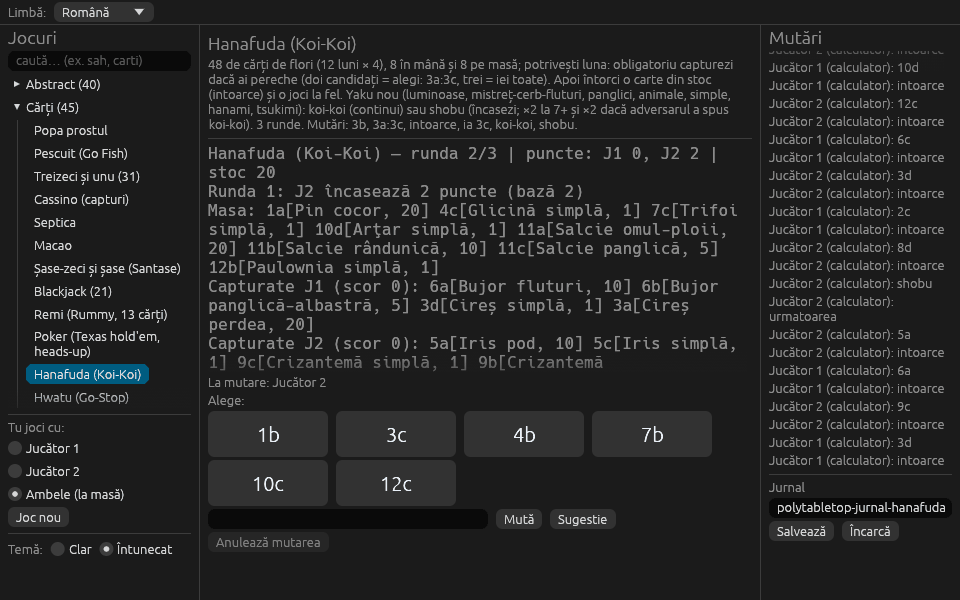 Limbă:
Română
Jocuri
caută... (ex. sah, carti)
Abstract (40)
Cărți (45)
Popa prostul
Pescuit (Go Fish)
Treizeci și unu (31)
Cassino (capturi)
Septica
Macao
Șase-zeci și șase (Santase)
Blackjack (21)
Remi (Rummy, 13 cărți)
Poker (Texas hold'em,
heads-up)
Hanafuda (Koi-Koi)
Hwatu (Go-Stop)
Tu joci cu:
Jucător 1
Jucător 2
Ambele (la masă)
Joc nou
Temă:
Clar
Întunecat
Hanafuda (Koi-Koi)
48 de cărți de flori (12 luni × 4), 8 în mână și 8 pe masă; potrivești luna: obligatoriu capturezi
dacă ai pereche (doi candidați = alegi: 3a:3c, trei = iei toate). Apoi întorci o carte din stoc
(intoarce) și o joci la fel. Yaku nou (luminoase, mistreț-cerb-fluturi, panglici, animale, simple,
hanami, tsukimi): koi-koi (continui) sau shobu (încasezi; ×2 la 7+ și ×2 dacă adversarul a spus
koi-koi). 3 runde. Mutări: 3b, 3a:3c, intoarce, ia 3c, koi-koi, shobu.
Hanafuda (Koi-Koi) — runda 2/3 | puncte: J1 0, J2 2 |
stoc 20
Runda 1: J2 încasează 2 puncte (bază 2)
Masa: 1a[Pin cocor, 20] 4c[Glicină simplă, 1] 7c[Trifoi
simplă, 1] 10d[Arțar simplă, 1] 11a[Salcie omul-ploii,
20] 11b[Salcie rândunică, 10] 11c[Salcie panglică, 5]
12b[Paulownia simplă, 1]
Capturate J1 (scor 0): 6a[Bujor fluturi, 10] 6b[Bujor
panglică-albastră, 5] 3d[Cireș simplă, 1] 3a[Cireș
perdea, 20]
Capturate J2 (scor 0): 5a[Iris pod, 10] 5c[Iris simplă,
1] 9c[Crizantemă simplă, 1] 9b[Crizantemă
La mutare: Jucător 2
Alege:
1b
3c
4b
7b
10c
12c
Mută
Sugestie
Anulează mutarea
Mutări
Jucător 2 (calculator): intoarce
Jucător 1 (calculator): 10d
Jucător 1 (calculator): intoarce
Jucător 2 (calculator): 12c
Jucător 2 (calculator): intoarce
Jucător 1 (calculator): 6c
Jucător 1 (calculator): intoarce
Jucător 2 (calculator): 3d
Jucător 2 (calculator): intoarce
Jucător 1 (calculator): 2c
Jucător 1 (calculator): intoarce
Jucător 2 (calculator): 8d
Jucător 2 (calculator): intoarce
Jucător 2 (calculator): shobu
Jucător 2 (calculator):
urmatoarea
Jucător 2 (calculator): 5a
Jucător 2 (calculator): intoarce
Jucător 1 (calculator): 6a
Jucător 1 (calculator): intoarce
Jucător 2 (calculator): 9c
Jucător 2 (calculator): intoarce
Jucător 1 (calculator): 3d
Jucător 1 (calculator): intoarce
Jurnal
polytabletop-jurnal-hanafuda
Salvează
Încarcă